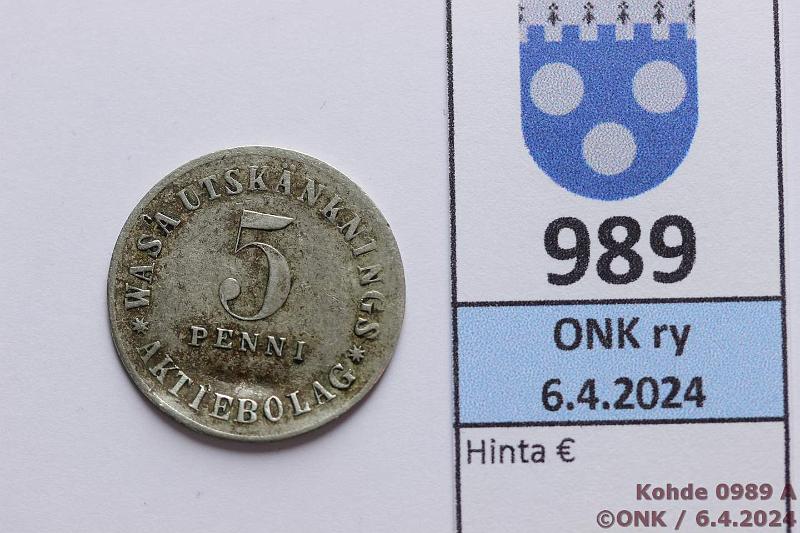 WASA UTSKÄNKNINGS
5
PENNI
* AKTIEBOLAG *
989
ONK ry
6.4.2024
Hinta €
Kohde 0989 A
©ONK / 6.4.2024